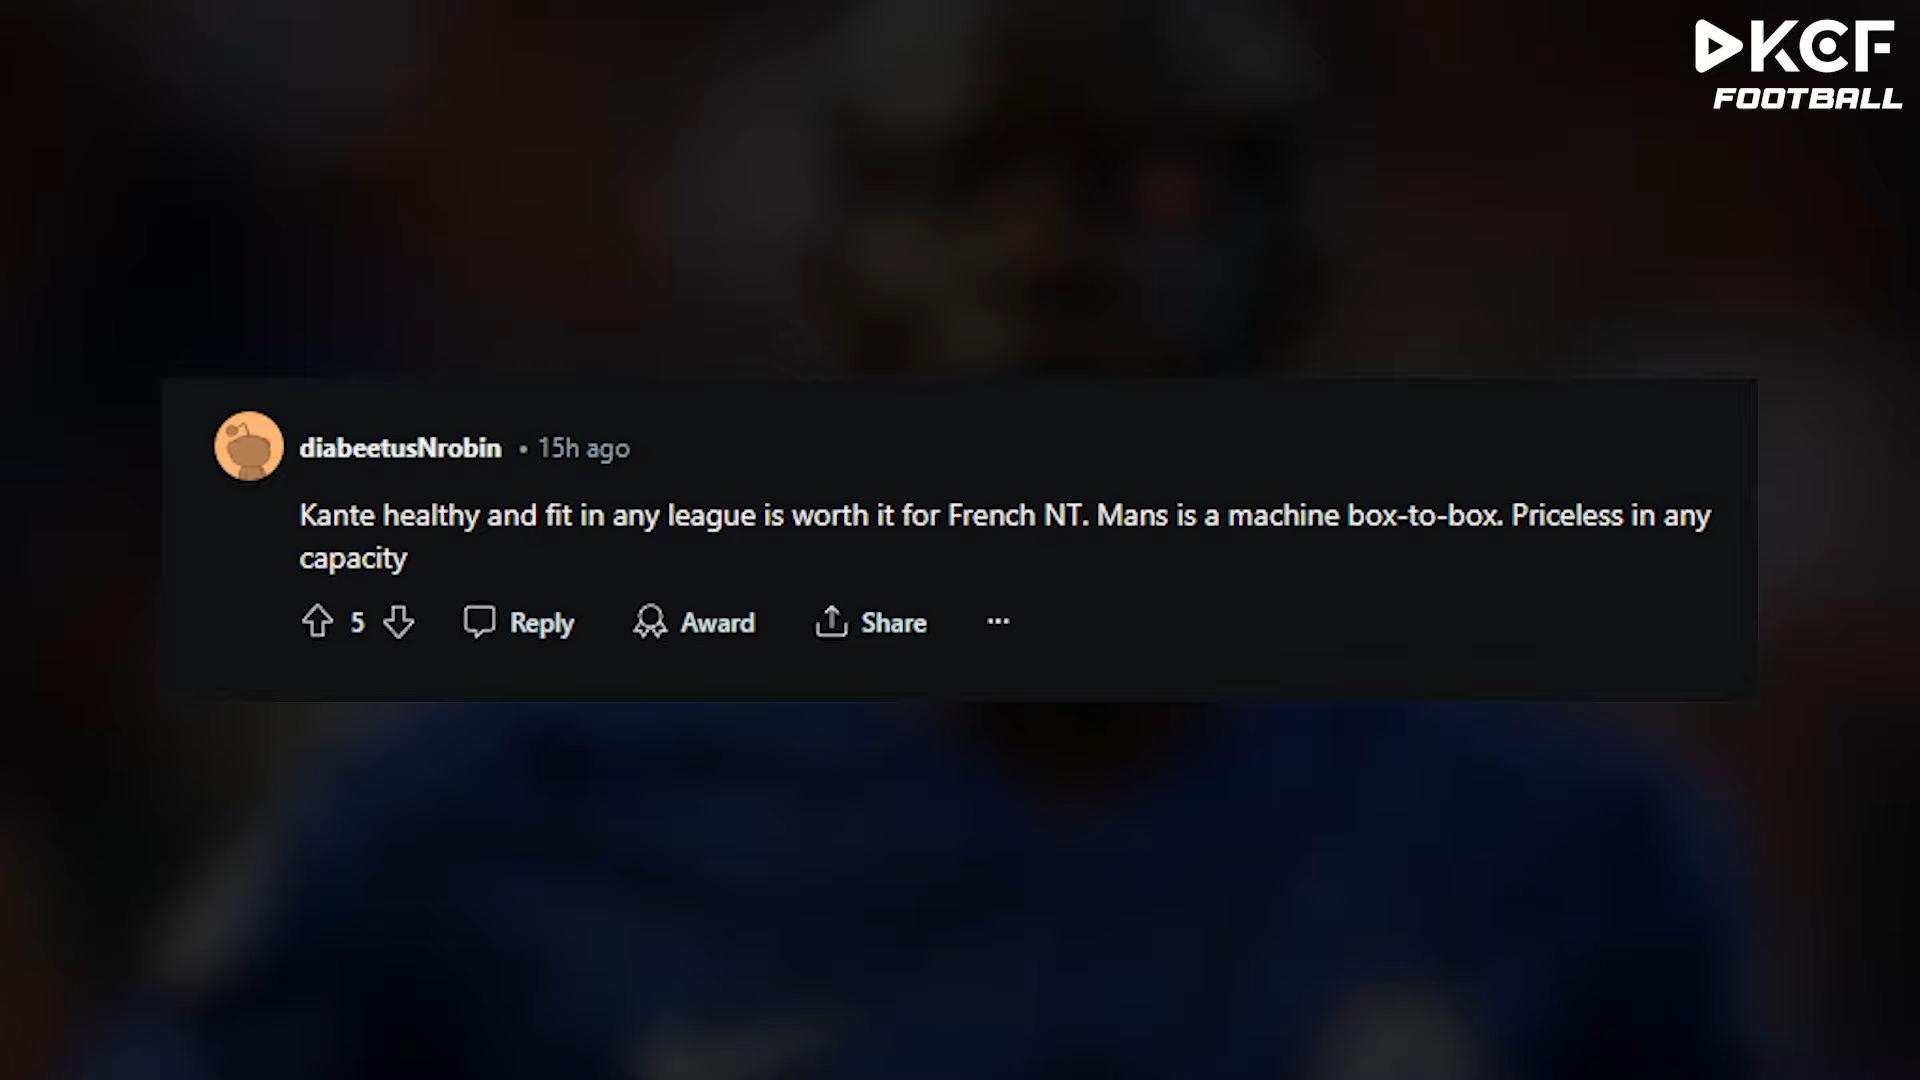 KCF
FOOTBALL
diabeetusNrobin • 15h ago
Kante healthy and fit in any league is worth it for French NT. Mans is a machine box-to-box. Priceless in any
capacity
5 Reply Award Share ...